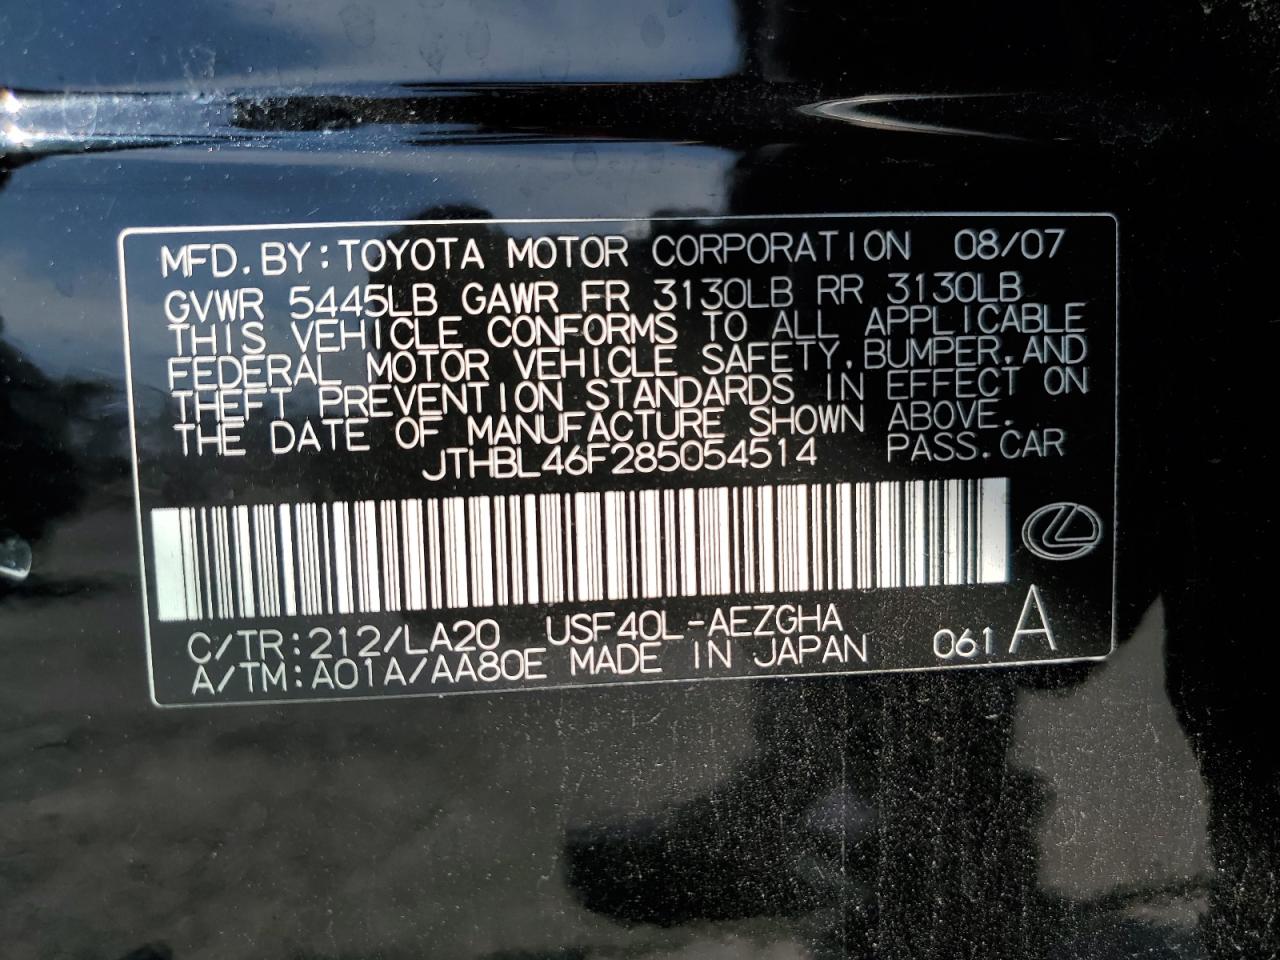 MFD. BY: TOYOTA MOTOR CORPORATION 08/07
GVWR 5445LB GAWR FR 3130LB RR 3130LB
THIS VEHICLE CONFORMS TO ALL APPLICABLE
FEDERAL MOTOR VEHICLE SAFETY, BUMPER, AND
THEFT PREVENTION STANDARDS IN EFFECT ON
THE DATE OF MANUFACTURE SHOWN ABOVE.
JTHBL46F285054514 PASS. CAR
C/TR: 212/LA20 USF40L-AEZGHA
A/TM: A01A/AA80E MADE IN JAPAN 061 A